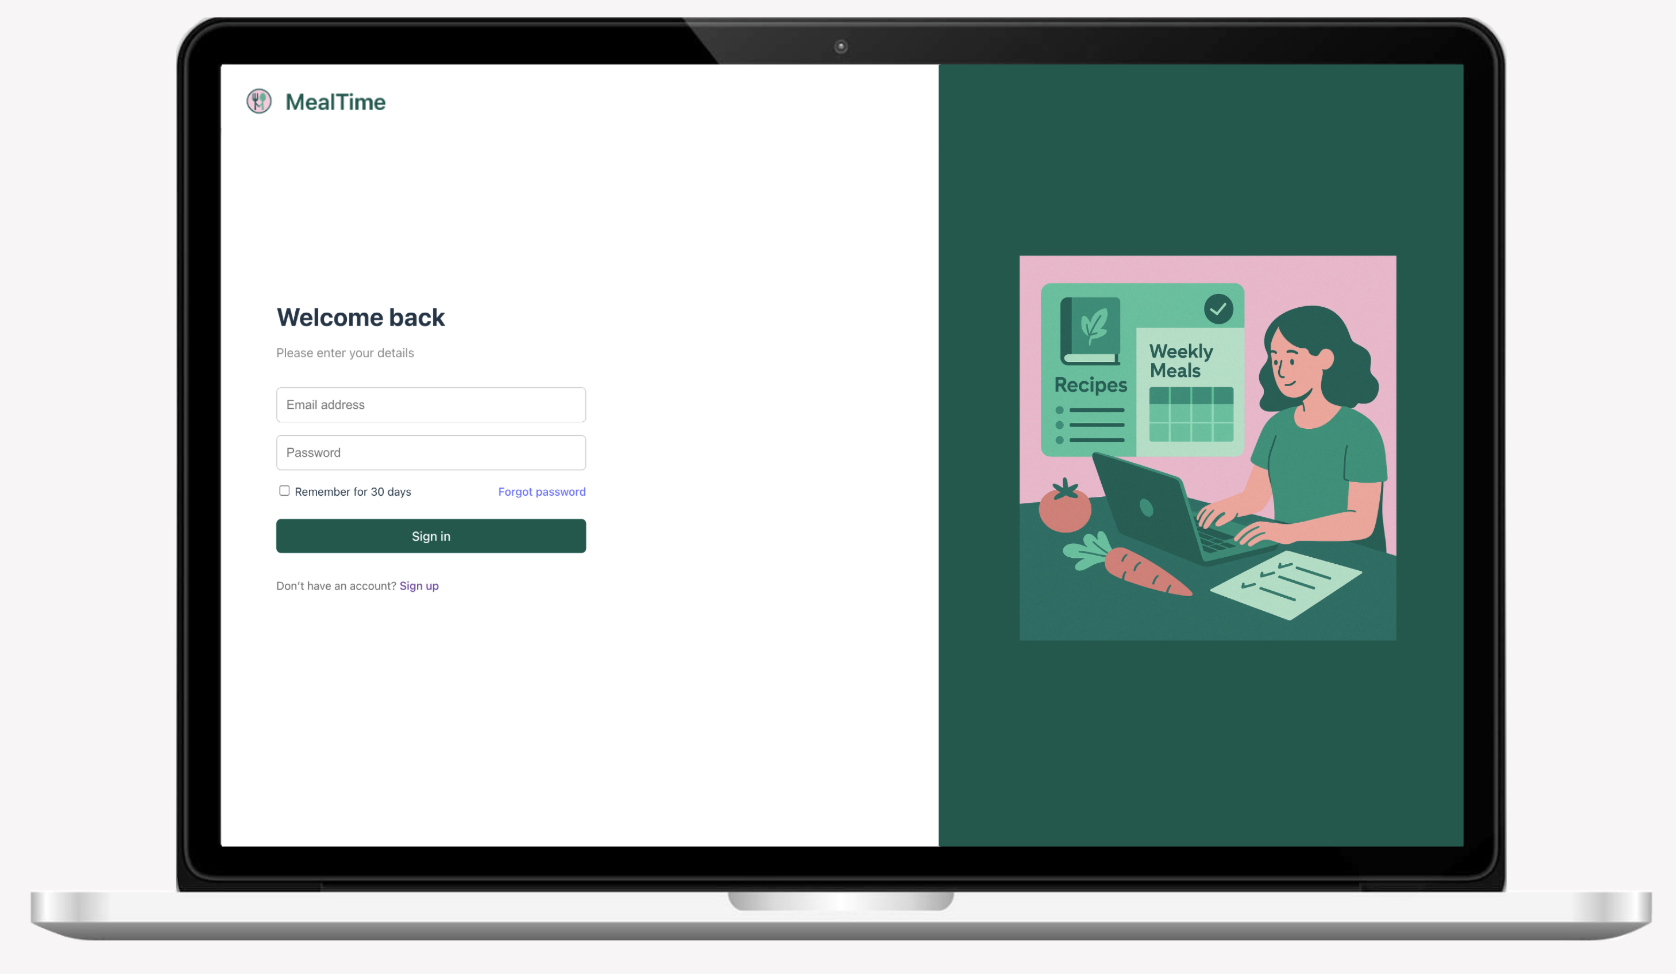 MealTime
Welcome back
Please enter your details
Email address
Password
Remember for 30 days
Forgot password
Sign in
Don't have an account? Sign up
Recipes
Weekly
Meals